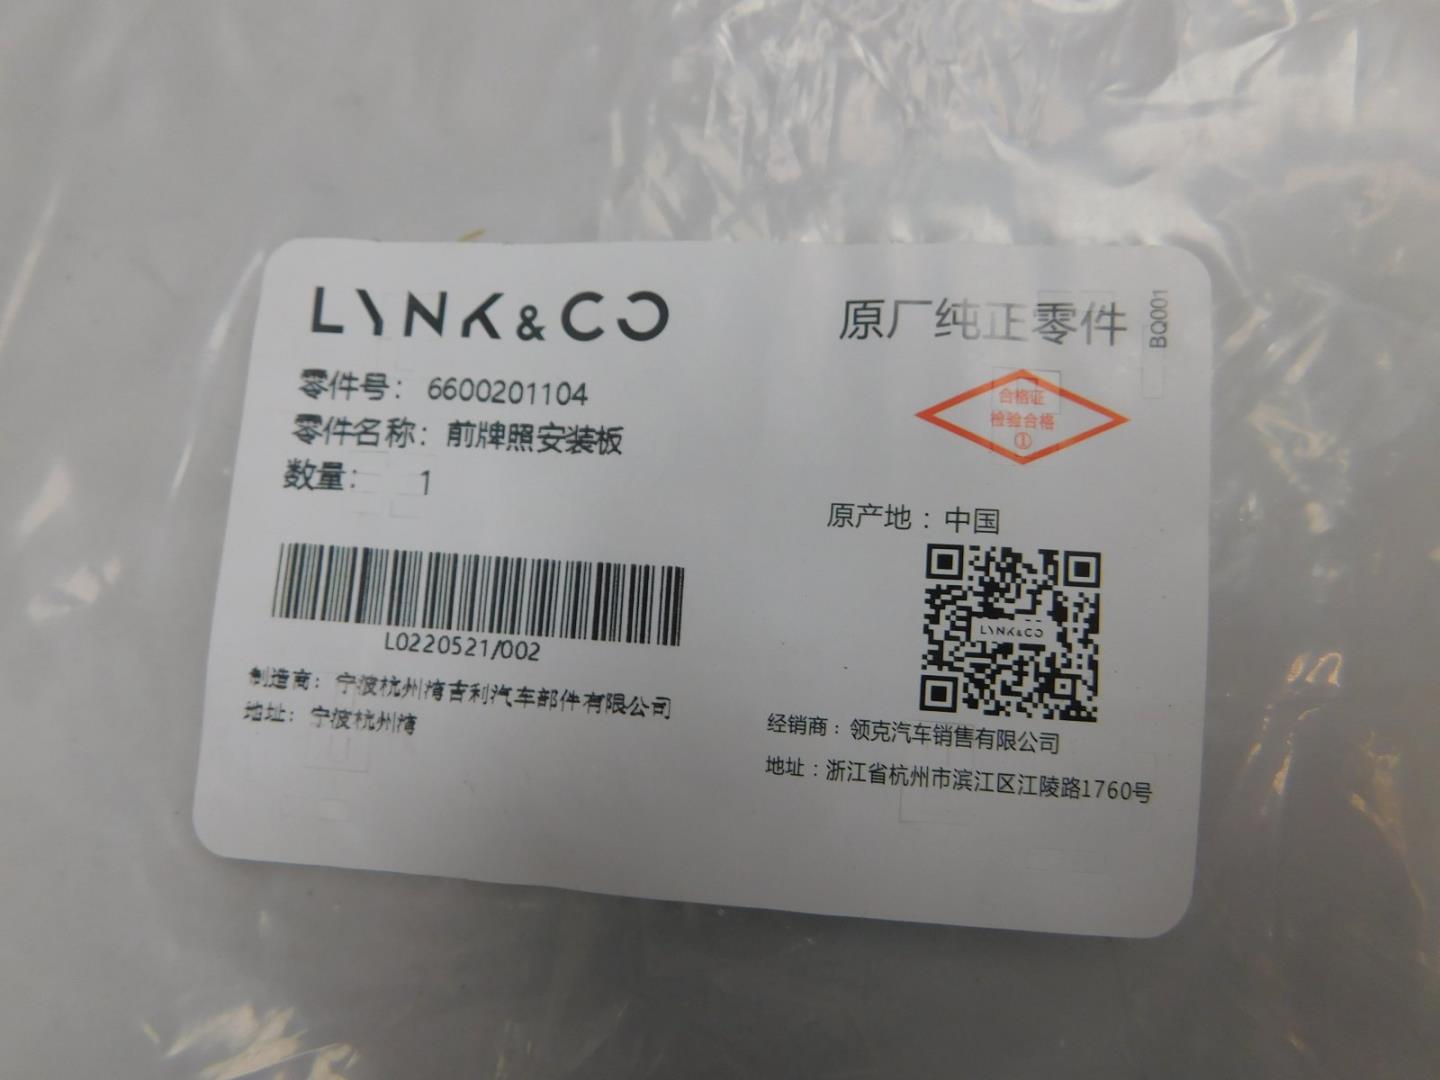 LYNK & CO
原厂纯正零件
BQ001
零件号： 6600201104
零件名称：前牌照安装板
数量： 1
合格证
检验合格
①
原产地：中国
LYNK&CO
L0220521/002
制造商：宁波杭州湾吉利汽车部件有限公司
地址：宁波杭州湾
经销商：领克汽车销售有限公司
地址：浙江省杭州市滨江区江陵路1760号